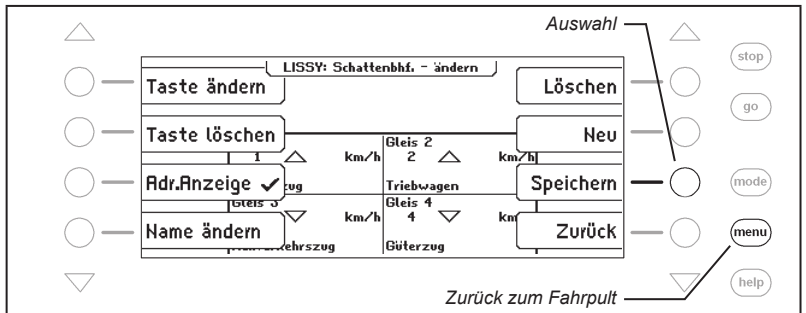 Auswahl
stop
LISSY: Schattenbhf. - ändern
Taste ändern
Löschen
go
Taste löschen
Neu
Gleis 2
1 km/h 2 km/h
Adr.Anzeige ✓
Triebwagen
Speichern
mode
Gleis 3
Gleis 4
km/h 4
Name ändern
Zurück
menu
Güterzug
help
Zurück zum Fahrpult